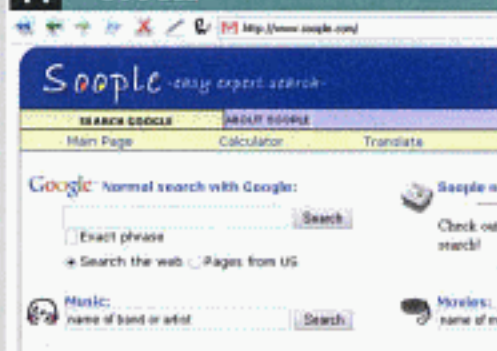 http://www.soople.com/
Soople -easy expert search-
SEARCH GOOGLE ABOUT SOOPLE
Main Page Calculator Translate
Google Normal search with Google: Soople
Search Check out
Exact phrase search!
Search the web Pages from US
Music: Movies:
name of band or artist Search name of m